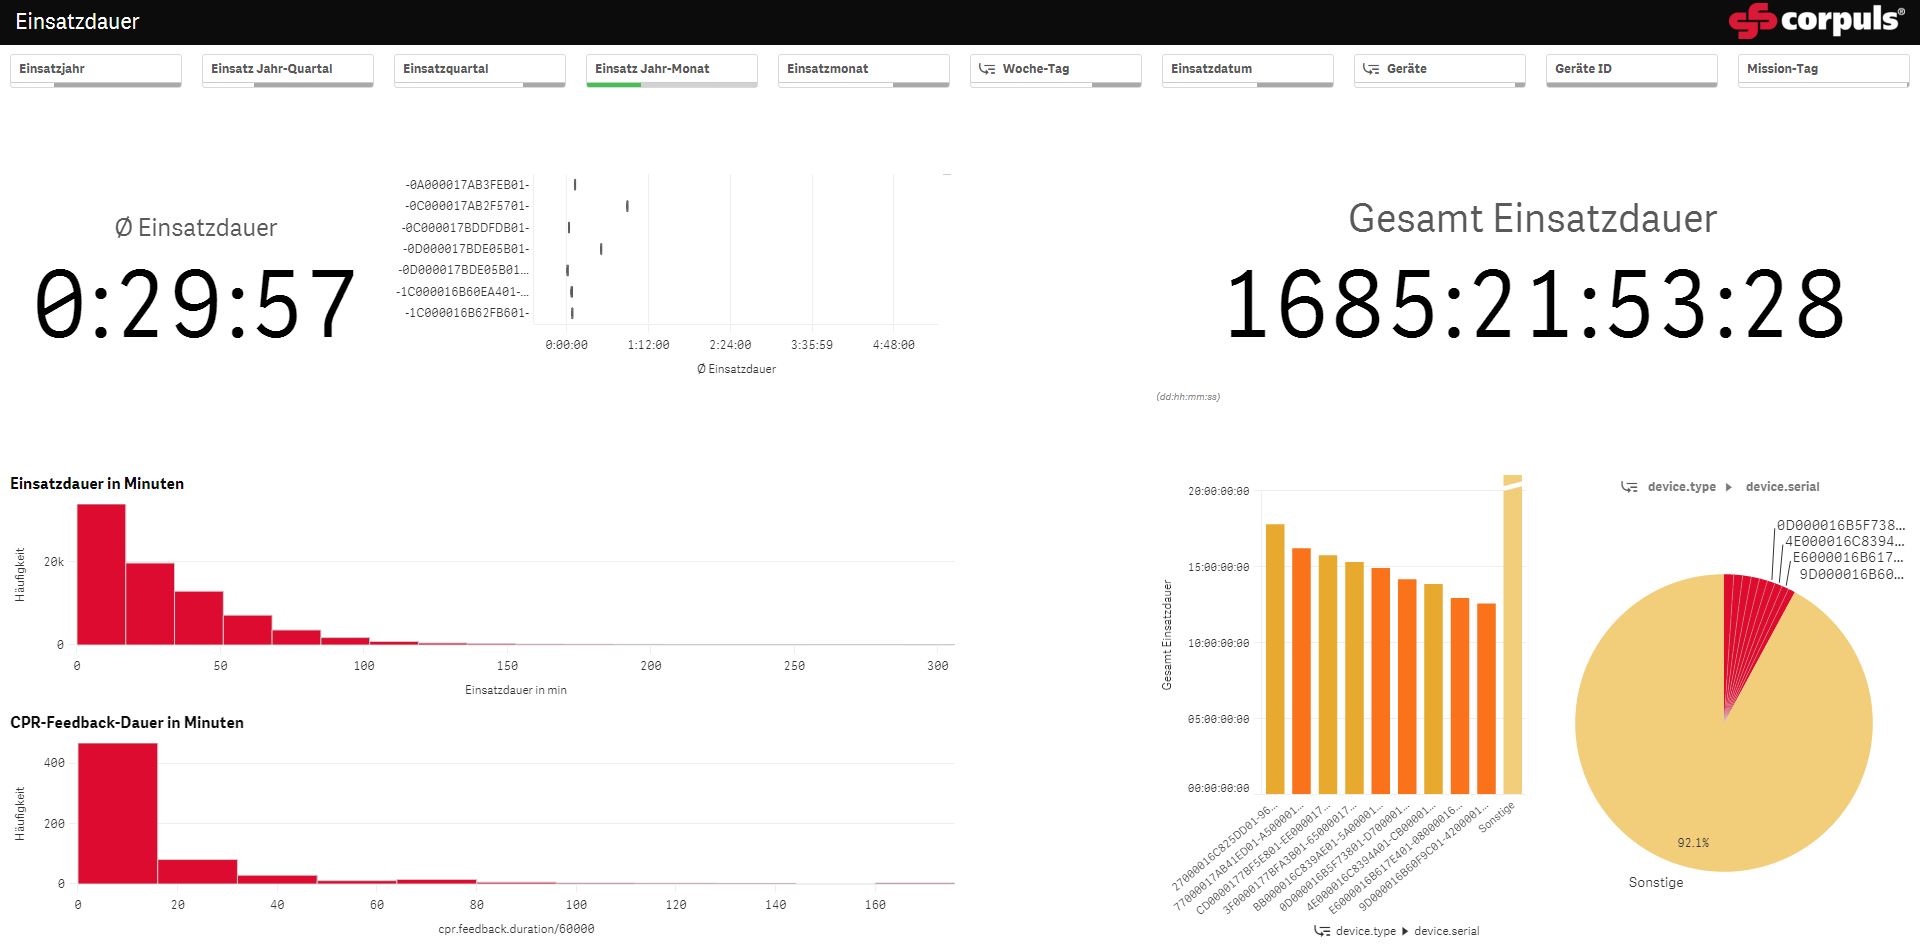 Einsatzdauer
corpuls®
Einsatzjahr
Einsatz Jahr-Quartal
Einsatzquartal
Einsatz Jahr-Monat
Einsatzmonat
Woche-Tag
Einsatzdatum
Geräte
Geräte ID
Mission-Tag
Ø Einsatzdauer
0:29:57
-0A000017AB3FEB01-
-0C000017AB2F5701-
-0C000017BDDFDB01-
-0D000017BDE05B01-
-0D000017BDE05B01...
-1C000016B60EA401-...
-1C000016B62FB601-
0:00:00
1:12:00
2:24:00
3:35:59
4:48:00
Ø Einsatzdauer
Gesamt Einsatzdauer
1685:21:53:28
(dd:hh:mm:ss)
Einsatzdauer in Minuten
Häufigkeit
20k
0
0
50
100
150
200
250
300
Einsatzdauer in min
CPR-Feedback-Dauer in Minuten
Häufigkeit
400
200
0
0
20
40
60
80
100
120
140
160
cpr.feedback.duration/60000
Gesamt Einsatzdauer
20:00:00:00
15:00:00:00
10:00:00:00
05:00:00:00
00:00:00:00
27000016C825DD01-96...
77000017AB41ED01-A500001...
CD000177BF5E801-EE000017...
3F000177BFA3B01-65000017...
BB000016C839AE01-5A00001...
0D000016B5F73801-D700001...
4E000016C8394A01-CB00001...
E6000016B617E401-08000016...
9D000016B60F9C01-4200001...
Sonstige
device.type
device.serial
device.type
device.serial
0D000016B5F738...
4E000016C8394...
E6000016B617...
9D000016B60...
92.1%
Sonstige